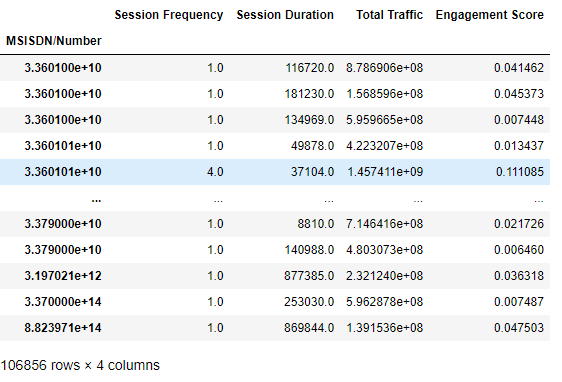 Session Frequency Session Duration Total Traffic Engagement Score
MSISDN/Number
3.360100e+10 1.0 116720.0 8.786906e+08 0.041462
3.360100e+10 1.0 181230.0 1.568596e+08 0.045373
3.360100e+10 1.0 134969.0 5.959665e+08 0.007448
3.360101e+10 1.0 49878.0 4.223207e+08 0.013437
3.360101e+10 4.0 37104.0 1.457411e+09 0.111085
... ... ... ... ...
3.379000e+10 1.0 8810.0 7.146416e+08 0.021726
3.379000e+10 1.0 140988.0 4.803073e+08 0.006460
3.197021e+12 1.0 877385.0 2.321240e+08 0.036318
3.370000e+14 1.0 253030.0 5.962878e+08 0.007487
8.823971e+14 1.0 869844.0 1.391536e+08 0.047503
106856 rows × 4 columns